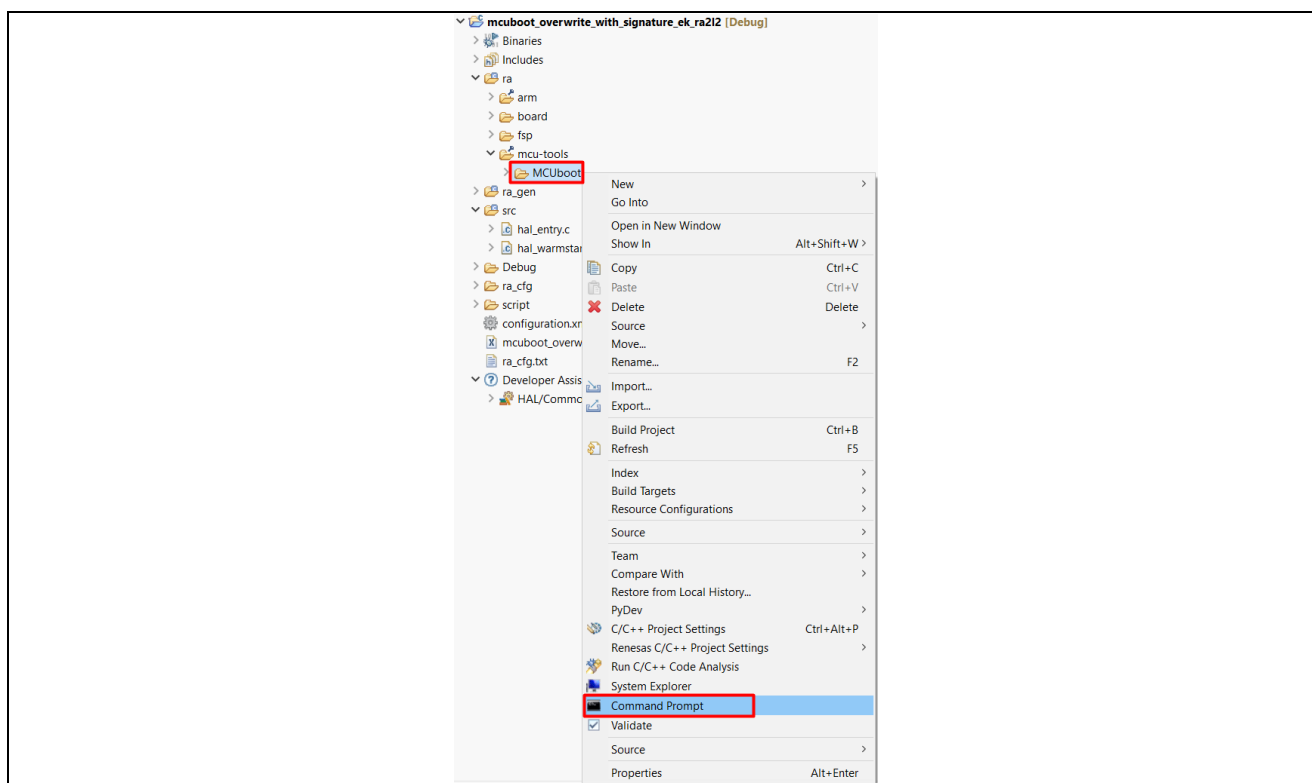 mcuboot_overwrite_with_signature_ek_ra2l2 [Debug]
Binaries
Includes
ra
arm
board
fsp
mcu-tools
MCUboot
ra_gen
src
hal_entry.c
hal_warmstar
Debug
ra_cfg
script
configuration.xm
mcuboot_overw
ra_cfg.txt
Developer Assis
HAL/Commo
New
Go Into
Open in New Window
Show In Alt+Shift+W
Copy Ctrl+C
Paste Ctrl+V
Delete Delete
Source
Move...
Rename... F2
Import...
Export...
Build Project Ctrl+B
Refresh F5
Index
Build Targets
Resource Configurations
Source
Team
Compare With
Restore from Local History...
PyDev
C/C++ Project Settings Ctrl+Alt+P
Renesas C/C++ Project Settings
Run C/C++ Code Analysis
System Explorer
Command Prompt
Validate
Source
Properties Alt+Enter